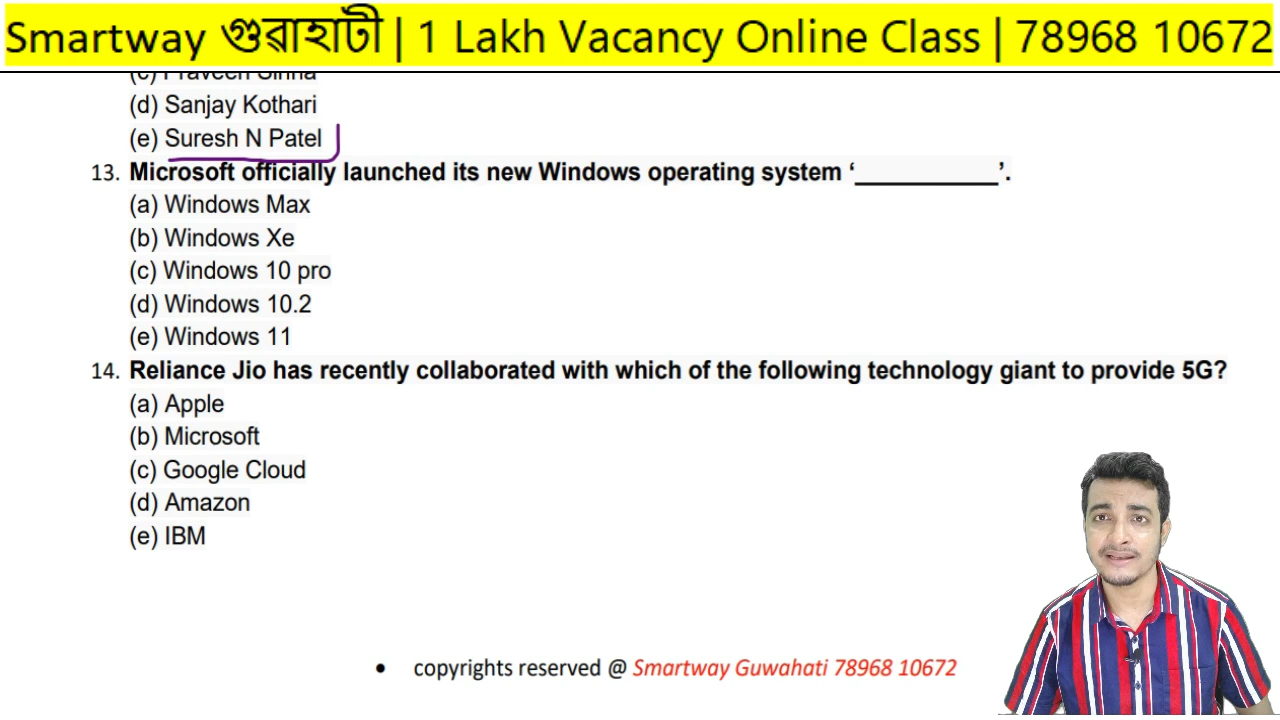 Smartway গুৱাহাটী | 1 Lakh Vacancy Online Class | 78968 10672
(c) Praveen Sinha
(d) Sanjay Kothari
(e) Suresh N Patel
13. Microsoft officially launched its new Windows operating system ‘____________’.
(a) Windows Max
(b) Windows Xe
(c) Windows 10 pro
(d) Windows 10.2
(e) Windows 11
14. Reliance Jio has recently collaborated with which of the following technology giant to provide 5G?
(a) Apple
(b) Microsoft
(c) Google Cloud
(d) Amazon
(e) IBM
• copyrights reserved @ Smartway Guwahati 78968 10672